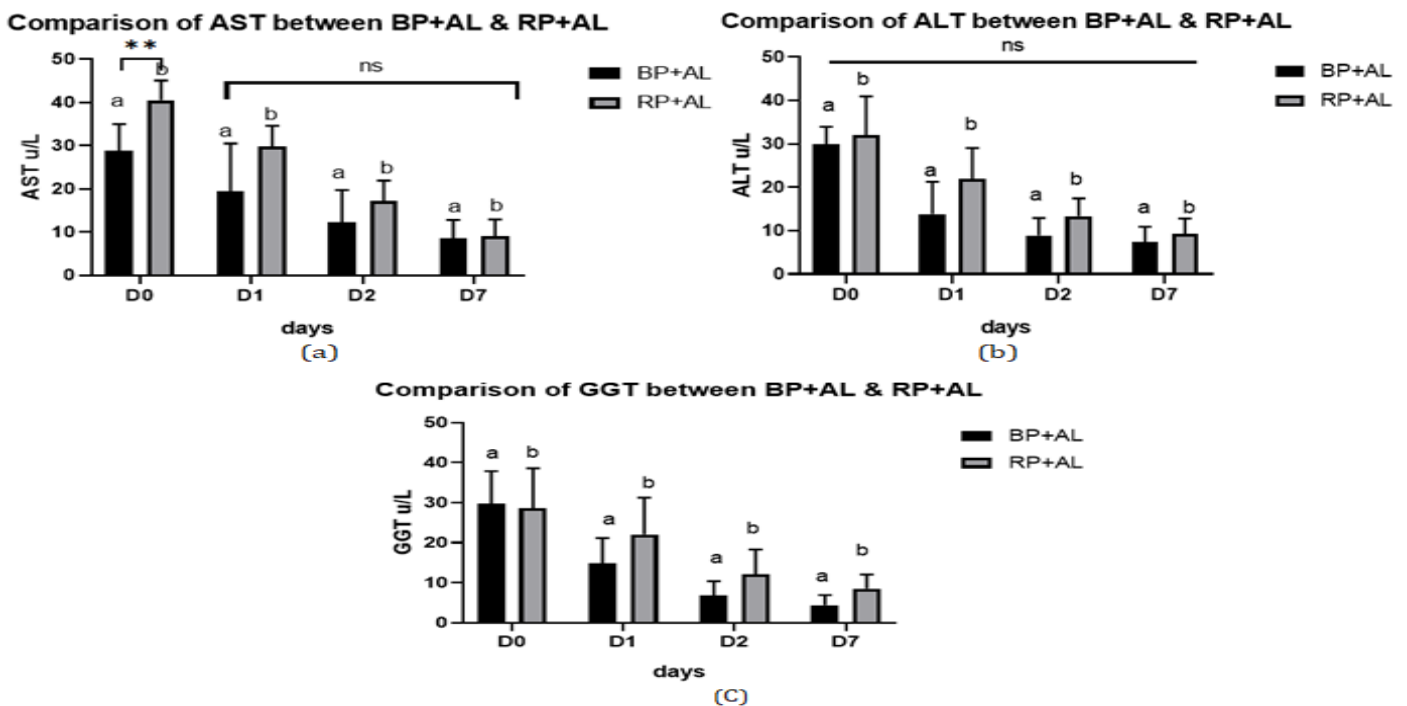 Comparison of AST between BP+AL & RP+AL
**
ns
BP+AL
RP+AL
AST u/L
50
40
30
20
10
0
a
b
a
b
a
b
a
b
D0
D1
D2
D7
days
(a)
Comparison of ALT between BP+AL & RP+AL
ns
BP+AL
RP+AL
ALT u/L
50
40
30
20
10
0
a
b
a
b
a
b
a
b
D0
D1
D2
D7
days
(b)
Comparison of GGT between BP+AL & RP+AL
BP+AL
RP+AL
GGT u/L
50
40
30
20
10
0
a
b
a
b
a
b
a
b
D0
D1
D2
D7
days
(C)